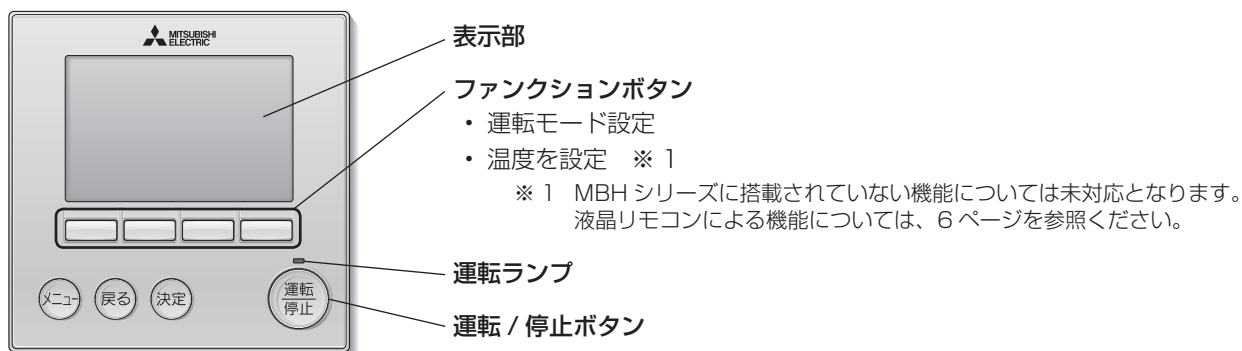 MITSUBISHI
ELECTRIC
表示部
ファンクションボタン
・ 運転モード設定
・ 温度を設定 ※ 1
※ 1 MBH シリーズに搭載されていない機能については未対応となります。
液晶リモコンによる機能については、6 ページを参照ください。
運転ランプ
メニュー 戻る 決定 運転
停止
運転 / 停止ボタン